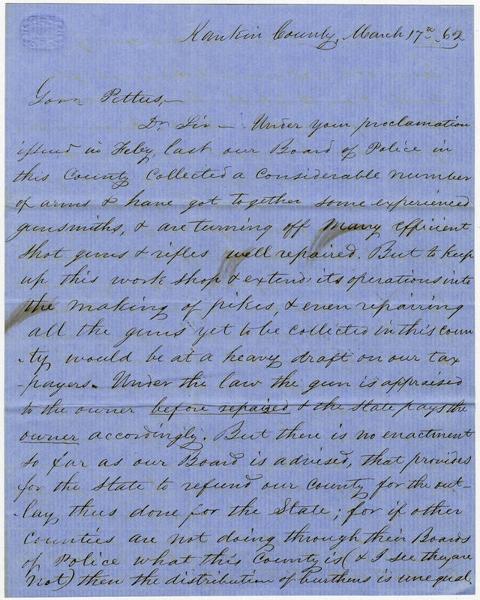 Rankin County, March 17th 62
Govr Pettus,—
Dr Sir — Under your proclamation
issued in Feby, last our Board of Police in
this County collected a considerable number
of arms & have got together some experienced
gunsmiths, & are turning off many efficient
shot guns & rifles well repaired. But to keep
up this work shop & extend its operations into
the making of pikes, & even repairing
all the guns yet to be collected in this coun
-ty would be at a heavy draft on our tax
payers. Under the law the gun is appraised
to the owner before repaired & the State pays the
owner accordingly. But there is no enactment
so far as our Board is advised, that provides
for the State to refund our county for the out-
-lay thus done for the State; for if other
counties are not doing through their Boards
of Police what this County is (& I see they are
not) then the distribution of burthens is unequal.